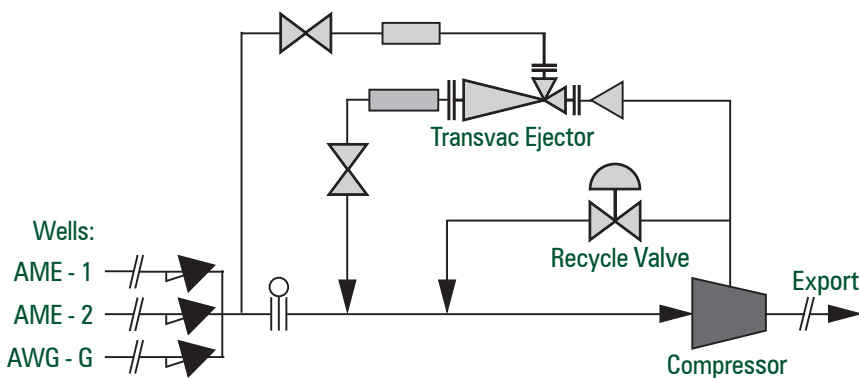 Transvac Ejector
Wells:
Recycle Valve
AME - 1
Export
AME - 2
AWG - G
Compressor